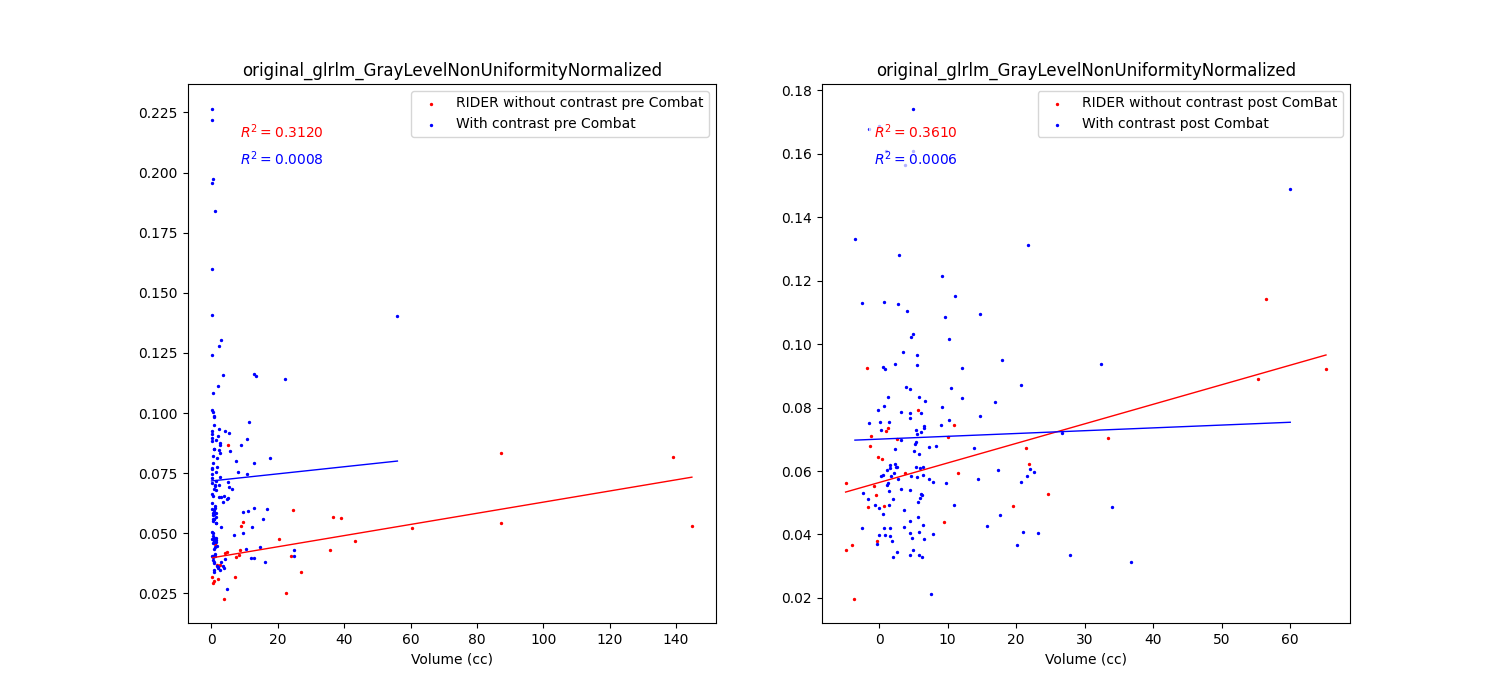 original_glrlm_GrayLevelNonUniformityNormalized
RIDER without contrast pre Combat
With contrast pre Combat
R² = 0.3120
R² = 0.0008
0.225
0.200
0.175
0.150
0.125
0.100
0.075
0.050
0.025
0 20 40 60 80 100 120 140
Volume (cc)
original_glrlm_GrayLevelNonUniformityNormalized
RIDER without contrast post ComBat
With contrast post Combat
R² = 0.3610
R² = 0.0006
0.18
0.16
0.14
0.12
0.10
0.08
0.06
0.04
0.02
0 10 20 30 40 50 60
Volume (cc)